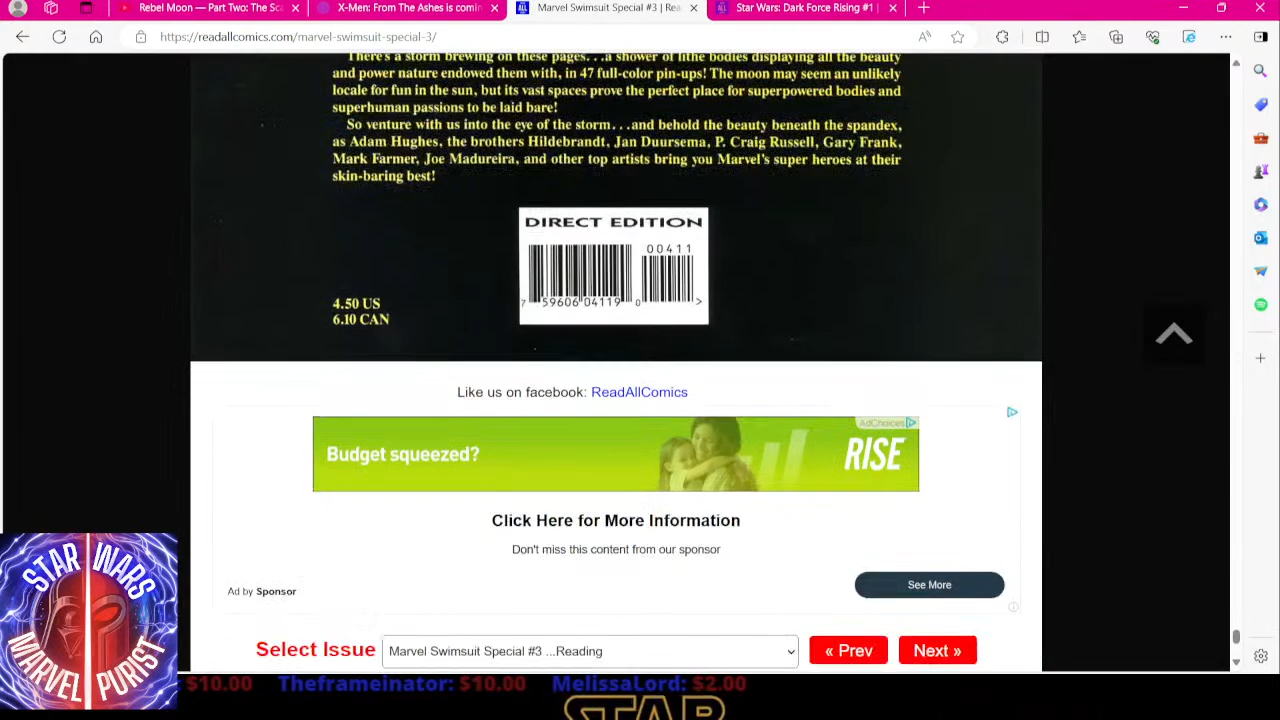 Rebel Moon — Part Two: The Sca
X-Men: From The Ashes is comin
Marvel Swimsuit Special #3 | Rea
Star Wars: Dark Force Rising #1 |
https://readallcomics.com/marvel-swimsuit-special-3/
There's a storm brewing on these pages. . .a shower of lithe bodies displaying all the beauty
and power nature endowed them with, in 47 full-color pin-ups! The moon may seem an unlikely
locale for fun in the sun, but its vast spaces prove the perfect place for superpowered bodies and
superhuman passions to be laid bare!
So venture with us into the eye of the storm. . .and behold the beauty beneath the spandex,
as Adam Hughes, the brothers Hildebrandt, Jan Duursema, P. Craig Russell, Gary Frank,
Mark Farmer, Joe Madureira, and other top artists bring you Marvel's super heroes at their
skin-baring best!
DIRECT EDITION
00411
7 59606 04119 0
4.50 US
6.10 CAN
Like us on facebook: ReadAllComics
AdChoices
Budget squeezed?
RISE
Click Here for More Information
Don't miss this content from our sponsor
Ad by Sponsor
See More
Select Issue
Marvel Swimsuit Special #3 ...Reading
« Prev
Next »
STAR WARS
MARVEL PURIST
: $10.00 Theframeinator: $10.00 MelissaLord: $2.00
STAR